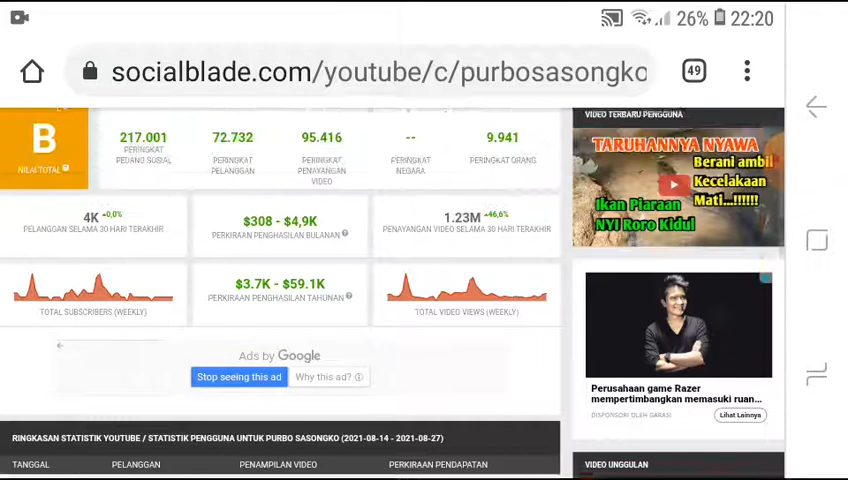 26% 22:20
socialblade.com/youtube/c/purbosasongko
49
B
NILAI TOTAL
217.001
PERINGKAT
PEDANG SOSIAL
72.732
PERINGKAT
PELANGGAN
95.416
PERINGKAT
PENAYANGAN
VIDEO
--
PERINGKAT
NEGARA
9.941
PERINGKAT ORANG
4K +0,0%
PELANGGAN SELAMA 30 HARI TERAKHIR
$308 - $4,9K
PERKIRAAN PENGHASILAN BULANAN
1.23M +46,6%
PENAYANGAN VIDEO SELAMA 30 HARI TERAKHIR
TOTAL SUBSCRIBERS (WEEKLY)
$3.7K - $59.1K
PERKIRAAN PENGHASILAN TAHUNAN
TOTAL VIDEO VIEWS (WEEKLY)
Ads by Google
Stop seeing this ad
Why this ad?
RINGKASAN STATISTIK YOUTUBE / STATISTIK PENGGUNA UNTUK PURBO SASONGKO (2021-08-14 - 2021-08-27)
TANGGAL PELANGGAN PENAMPILAN VIDEO PERKIRAAN PENDAPATAN
VIDEO TERBARU PENGGUNA
TARUHANNYA NYAWA
Berani ambil
Kecelakaan
Mati...!!!!!!
Ikan Piaraan
NYI Roro Kidul
Perusahaan game Razer
mempertimbangkan memasuki ruan...
DISPONSORI OLEH GARASI
Lihat Lainnya
VIDEO UNGGULAN